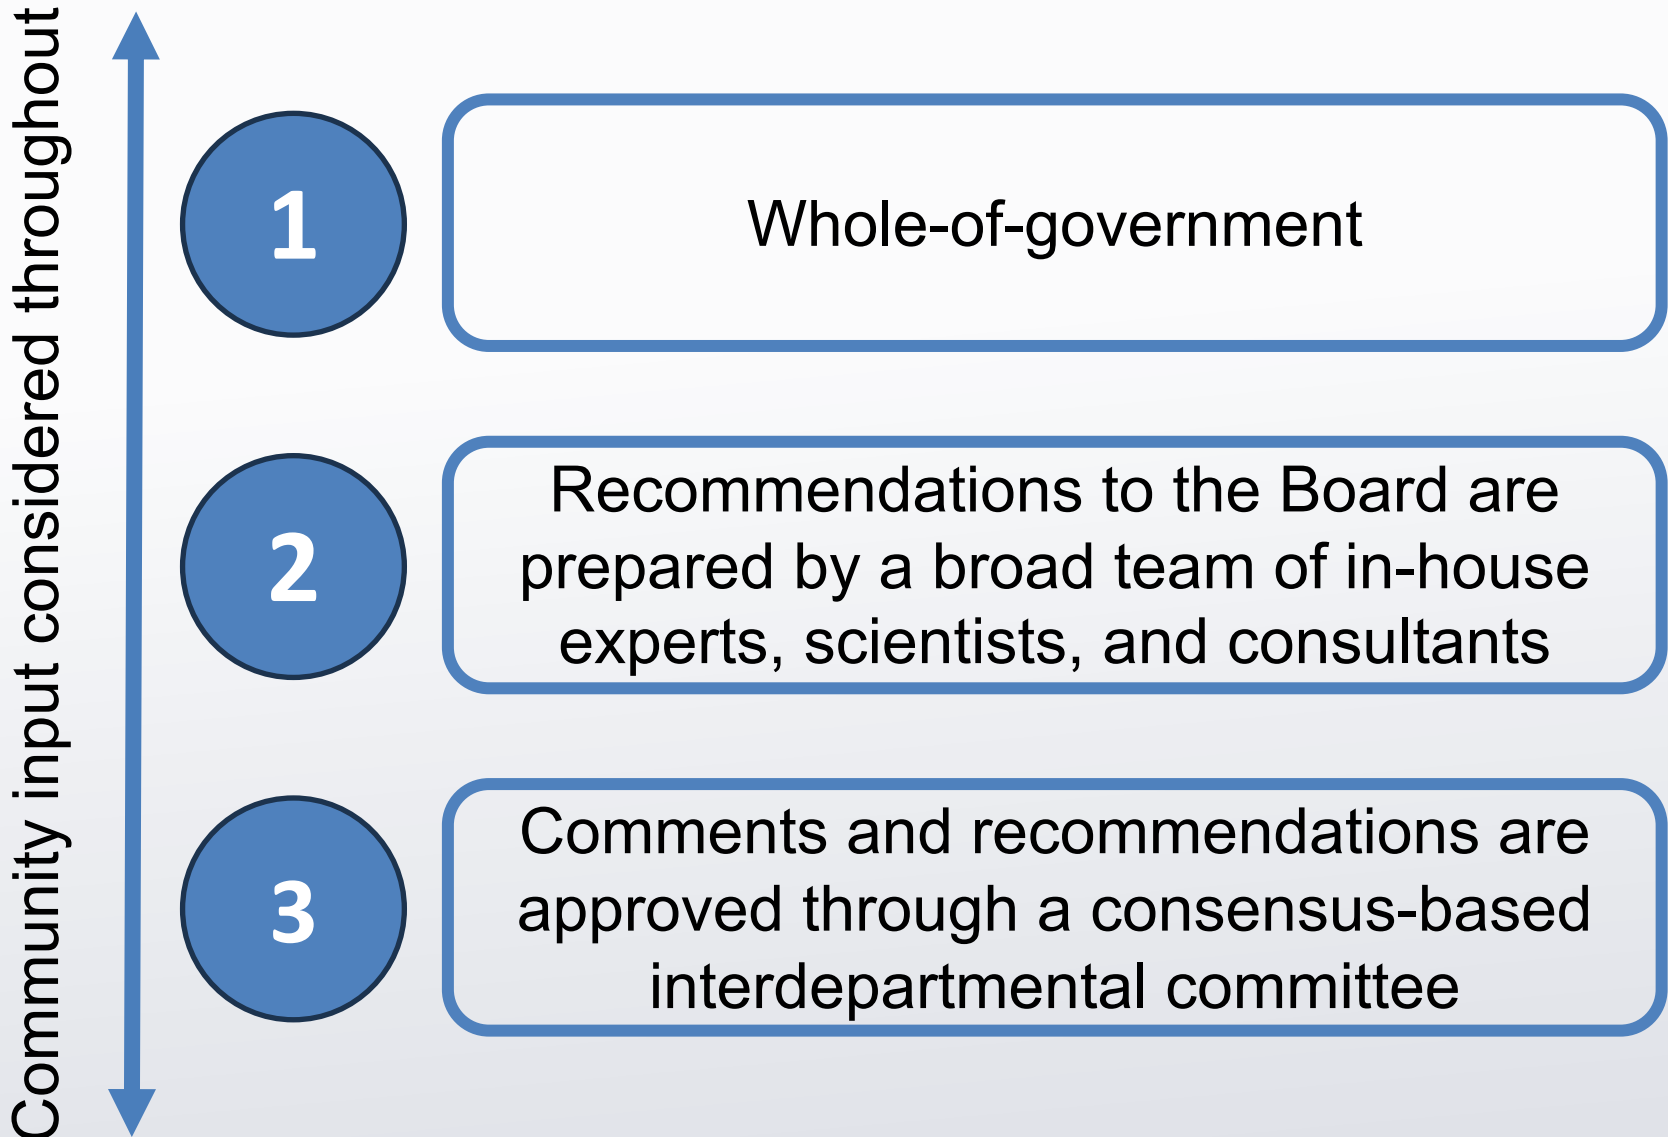 Community input considered throughout
1
Whole-of-government
2
Recommendations to the Board are
prepared by a broad team of in-house
experts, scientists, and consultants
3
Comments and recommendations are
approved through a consensus-based
interdepartmental committee